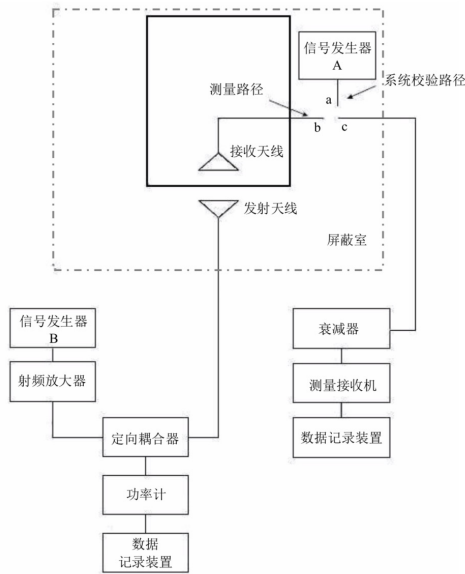 信号发生器
A
系统校验路径
测量路径
a
b
c
接收天线
发射天线
屏蔽室
信号发生器
B
射频放大器
定向耦合器
功率计
数据
记录装置
衰减器
测量接收机
数据记录装置